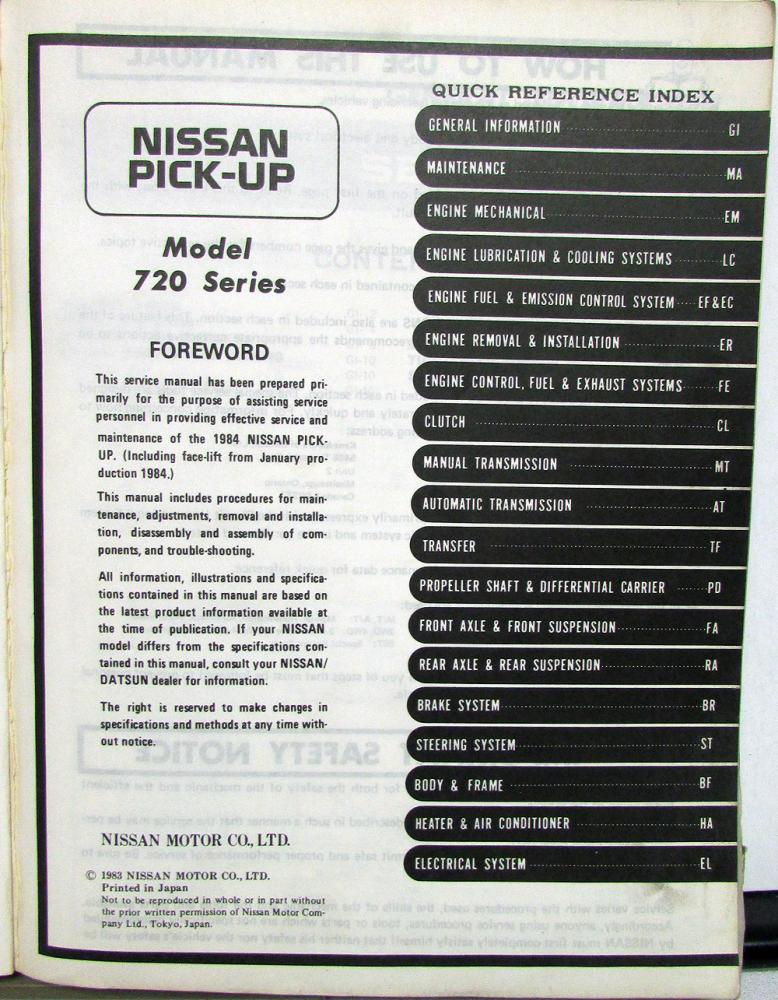 NISSAN
PICK-UP
Model
720 Series
FOREWORD
This service manual has been prepared pri-
marily for the purpose of assisting service
personnel in providing effective service and
maintenance of the 1984 NISSAN PICK-
UP. (Including face-lift from January pro-
duction 1984.)
This manual includes procedures for main-
tenance, adjustments, removal and installa-
tion, disassembly and assembly of com-
ponents, and trouble-shooting.
All information, illustrations and specifica-
tions contained in this manual are based on
the latest product information available at
the time of publication. If your NISSAN
model differs from the specifications con-
tained in this manual, consult your NISSAN/
DATSUN dealer for information.
The right is reserved to make changes in
specifications and methods at any time with-
out notice.
NISSAN MOTOR CO., LTD.
© 1983 NISSAN MOTOR CO., LTD.
Printed in Japan
Not to be reproduced in whole or in part without
the prior written permission of Nissan Motor Com-
pany Ltd., Tokyo, Japan.
QUICK REFERENCE INDEX
GENERAL INFORMATION GI
MAINTENANCE MA
ENGINE MECHANICAL EM
ENGINE LUBRICATION & COOLING SYSTEMS LC
ENGINE FUEL & EMISSION CONTROL SYSTEM EF & EC
ENGINE REMOVAL & INSTALLATION ER
ENGINE CONTROL, FUEL & EXHAUST SYSTEMS FE
CLUTCH CL
MANUAL TRANSMISSION MT
AUTOMATIC TRANSMISSION AT
TRANSFER TF
PROPELLER SHAFT & DIFFERENTIAL CARRIER PD
FRONT AXLE & FRONT SUSPENSION FA
REAR AXLE & REAR SUSPENSION RA
BRAKE SYSTEM BR
STEERING SYSTEM ST
BODY & FRAME BF
HEATER & AIR CONDITIONER HA
ELECTRICAL SYSTEM EL